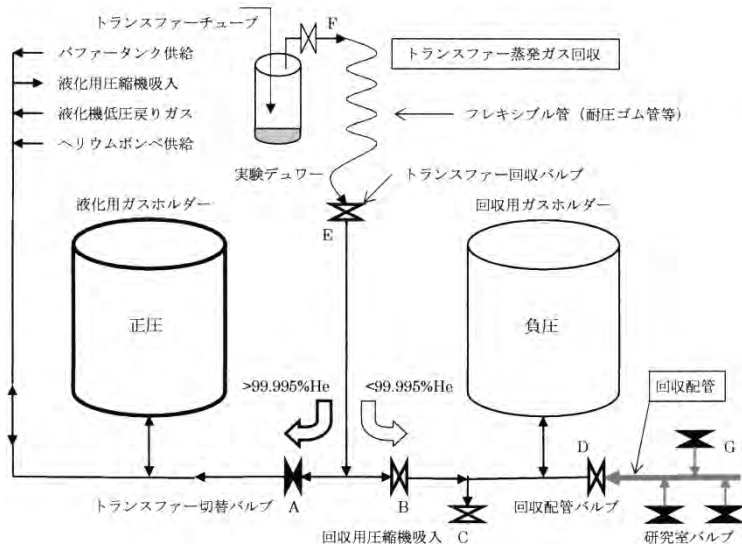 トランスファーチューブ
F
バファータンク供給
トランスファー蒸発ガス回収
液化用圧縮機吸入
液化機低圧戻りガス
フレキシブル管（耐圧ゴム管等）
ヘリウムボンベ供給
実験デュワー
トランスファー回収バルブ
液化用ガスホルダー
回収用ガスホルダー
E
正圧
負圧
>99.995%He
<99.995%He
回収配管
D
G
トランスファー切替バルブ
A
B
回収配管バルブ
回収用圧縮機吸入
C
研究室バルブ